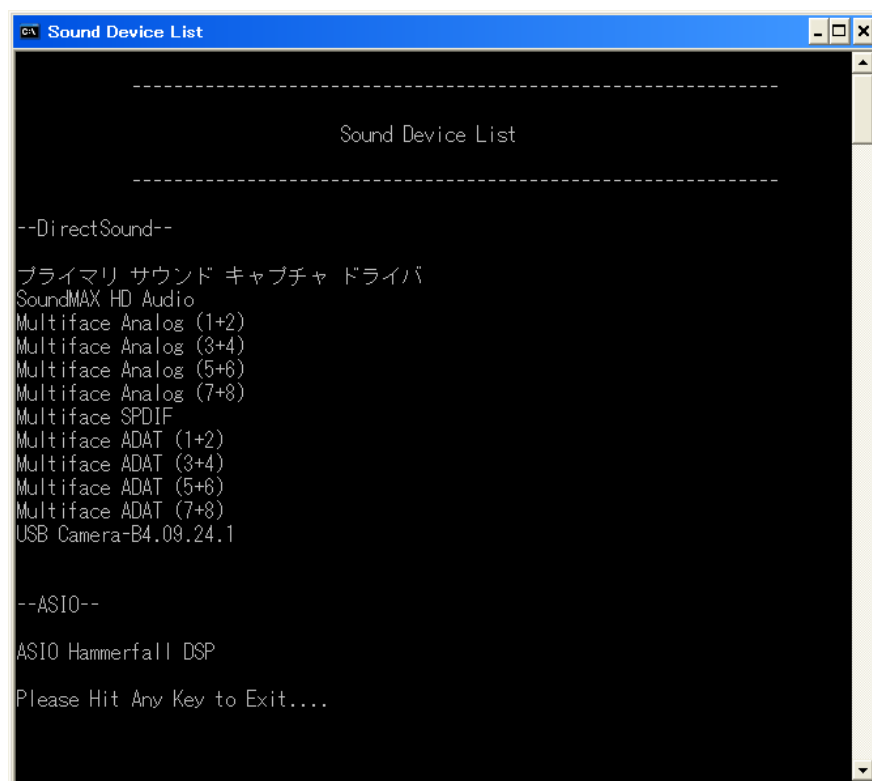 Sound Device List
------------------------------------------------------------
Sound Device List
------------------------------------------------------------
--DirectSound--
プライマリ サウンド キャプチャ ドライバ
SoundMAX HD Audio
Multiface Analog (1+2)
Multiface Analog (3+4)
Multiface Analog (5+6)
Multiface Analog (7+8)
Multiface SPDIF
Multiface ADAT (1+2)
Multiface ADAT (3+4)
Multiface ADAT (5+6)
Multiface ADAT (7+8)
USB Camera-B4.09.24.1
--ASIO--
ASIO Hammerfall DSP
Please Hit Any Key to Exit....